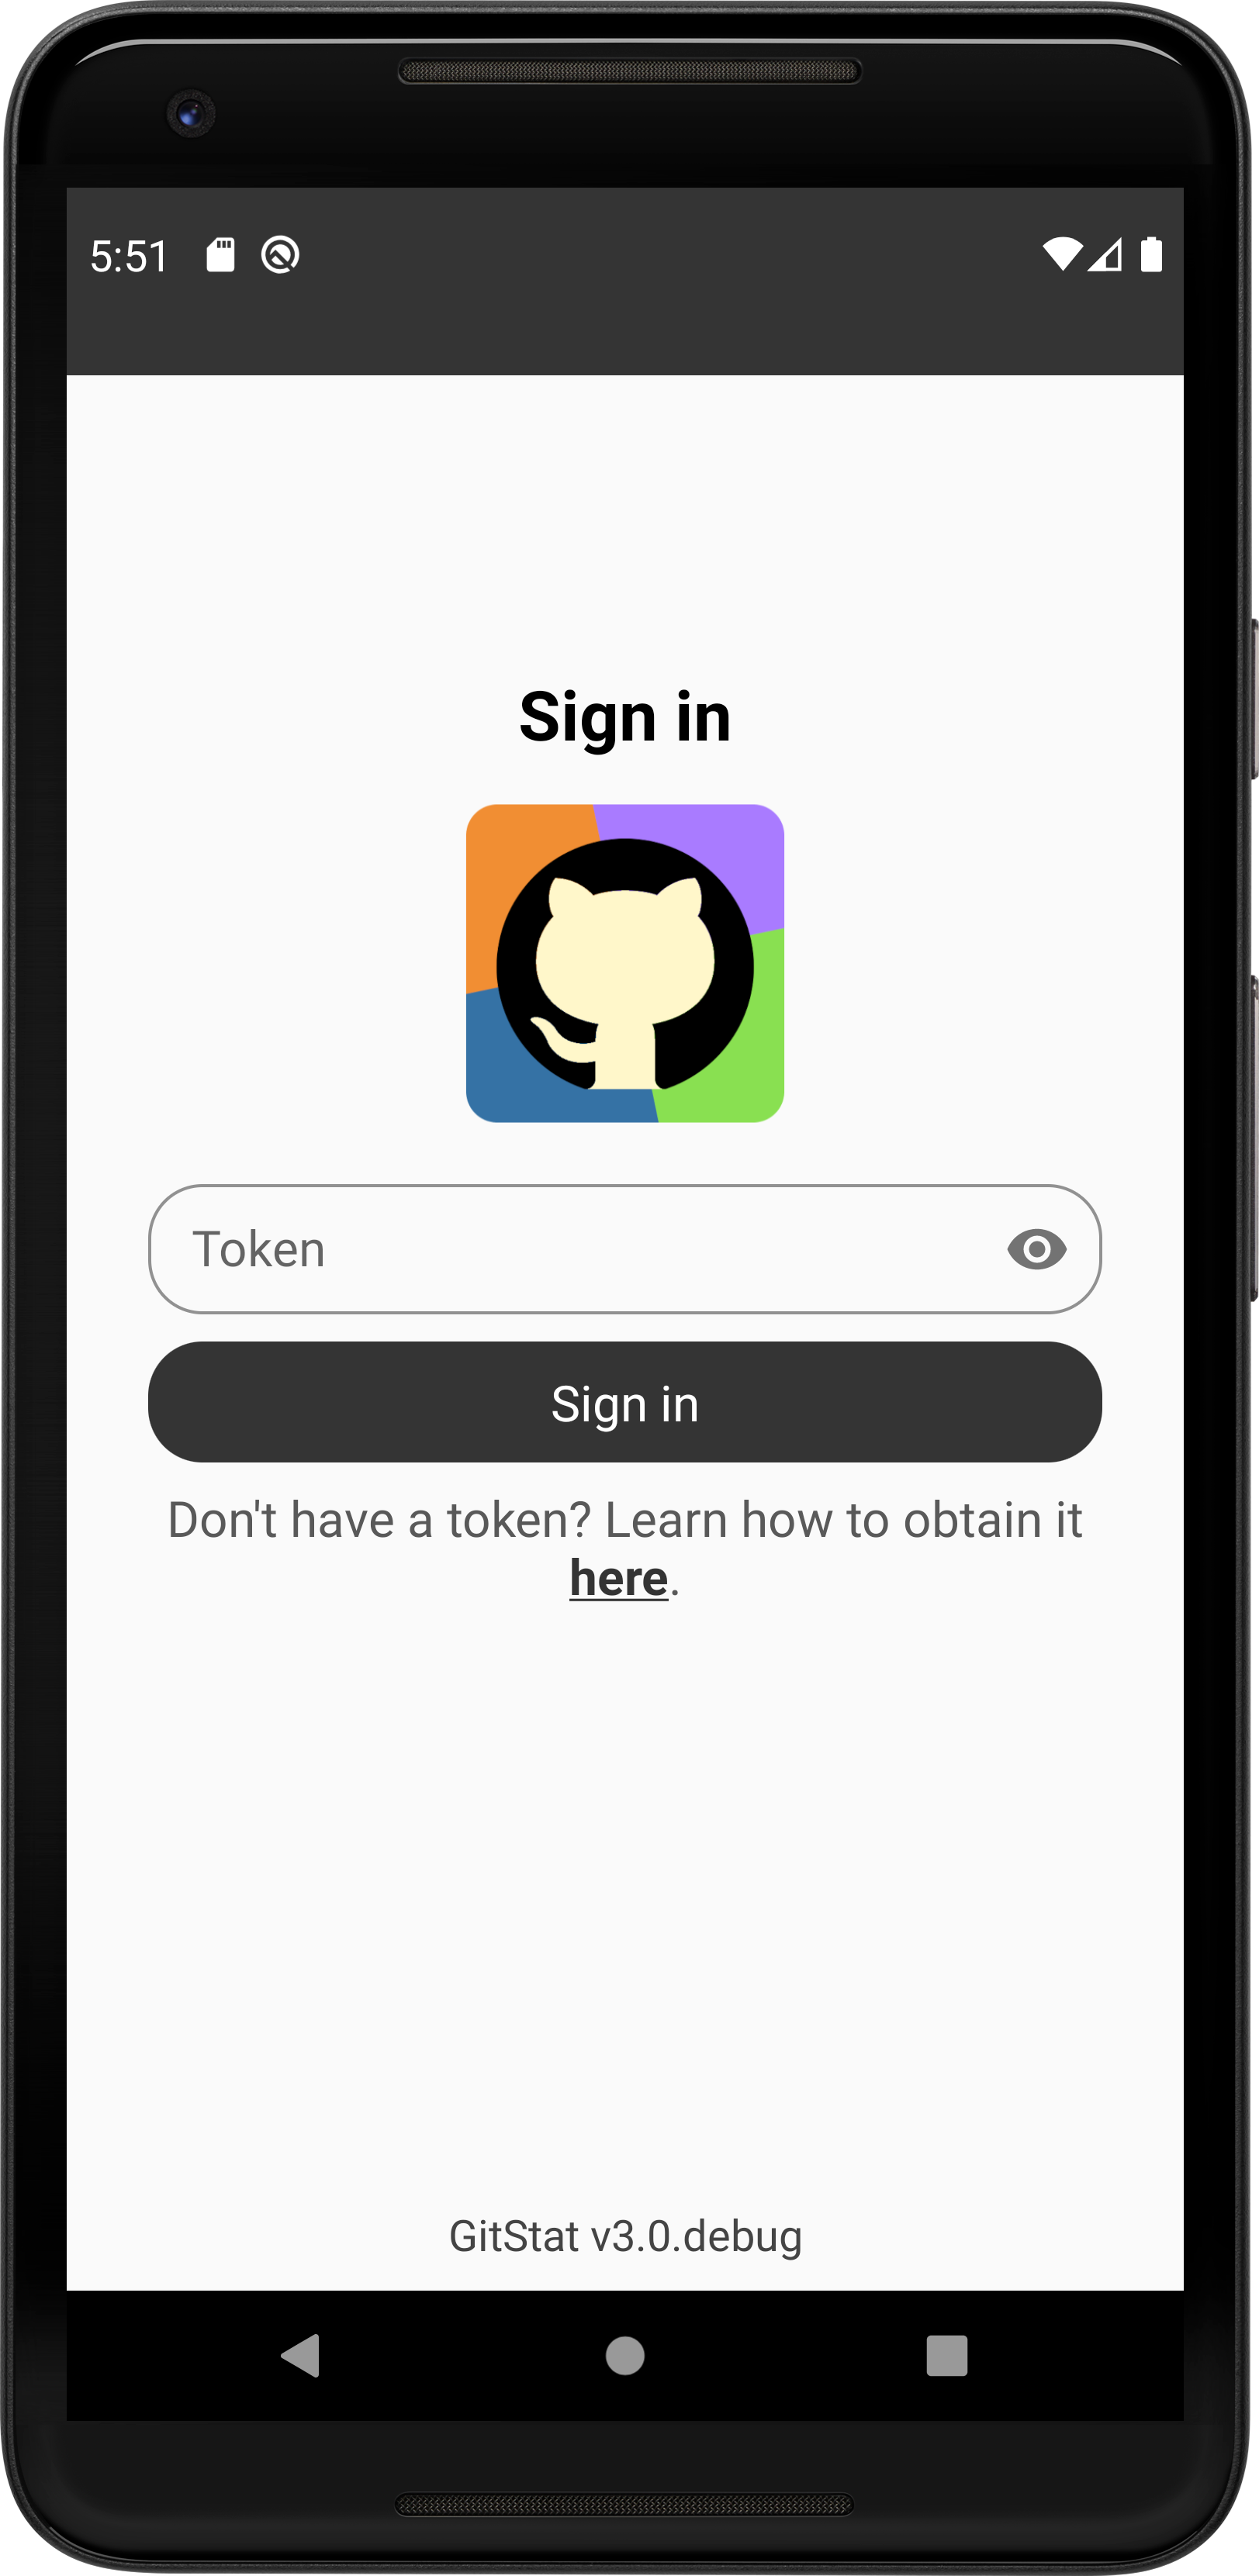 5:51
Sign in
Token
Sign in
Don't have a token? Learn how to obtain it
here.
GitStat v3.0.debug